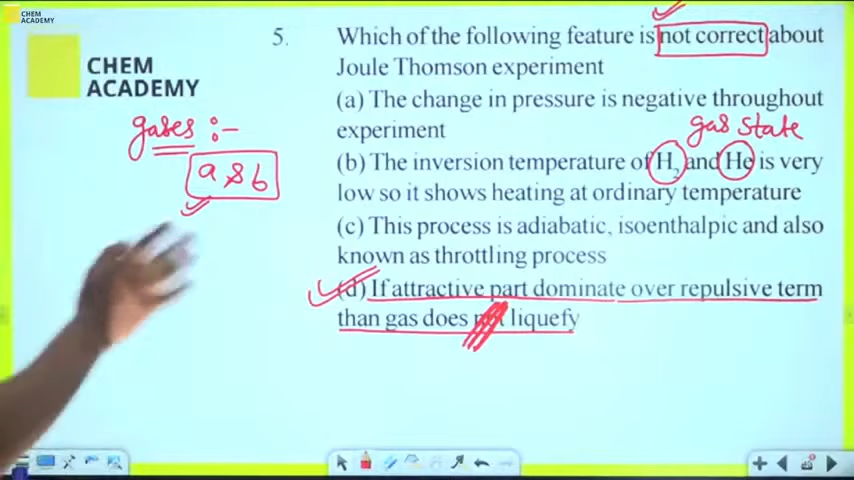 CHEM
ACADEMY
CHEM
ACADEMY
gases :-
a & b
5. Which of the following feature is not correct about
Joule Thomson experiment
(a) The change in pressure is negative throughout
experiment
gas state
(b) The inversion temperature of H2 and He is very
low so it shows heating at ordinary temperature
(c) This process is adiabatic, isoenthalpic and also
known as throttling process
(d) If attractive part dominate over repulsive term
than gas does liquefy